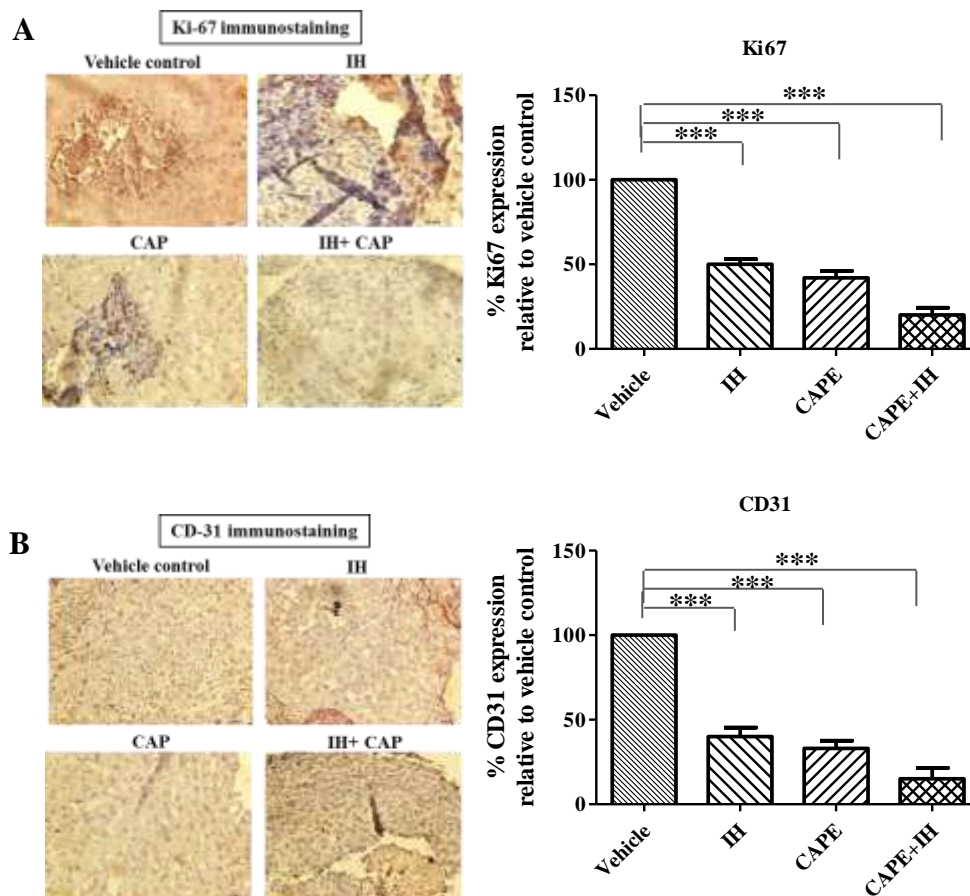 A
Ki-67 immunostaining
Vehicle control
IH
CAP
IH+ CAP
Ki67
% Ki67 expression
relative to vehicle control
150
100
50
0
***
***
***
Vehicle
IH
CAPE
CAPE+IH
B
CD-31 immunostaining
Vehicle control
IH
CAP
IH+ CAP
CD31
% CD31 expression
relative to vehicle control
150
100
50
0
***
***
***
Vehicle
IH
CAPE
CAPE+IH